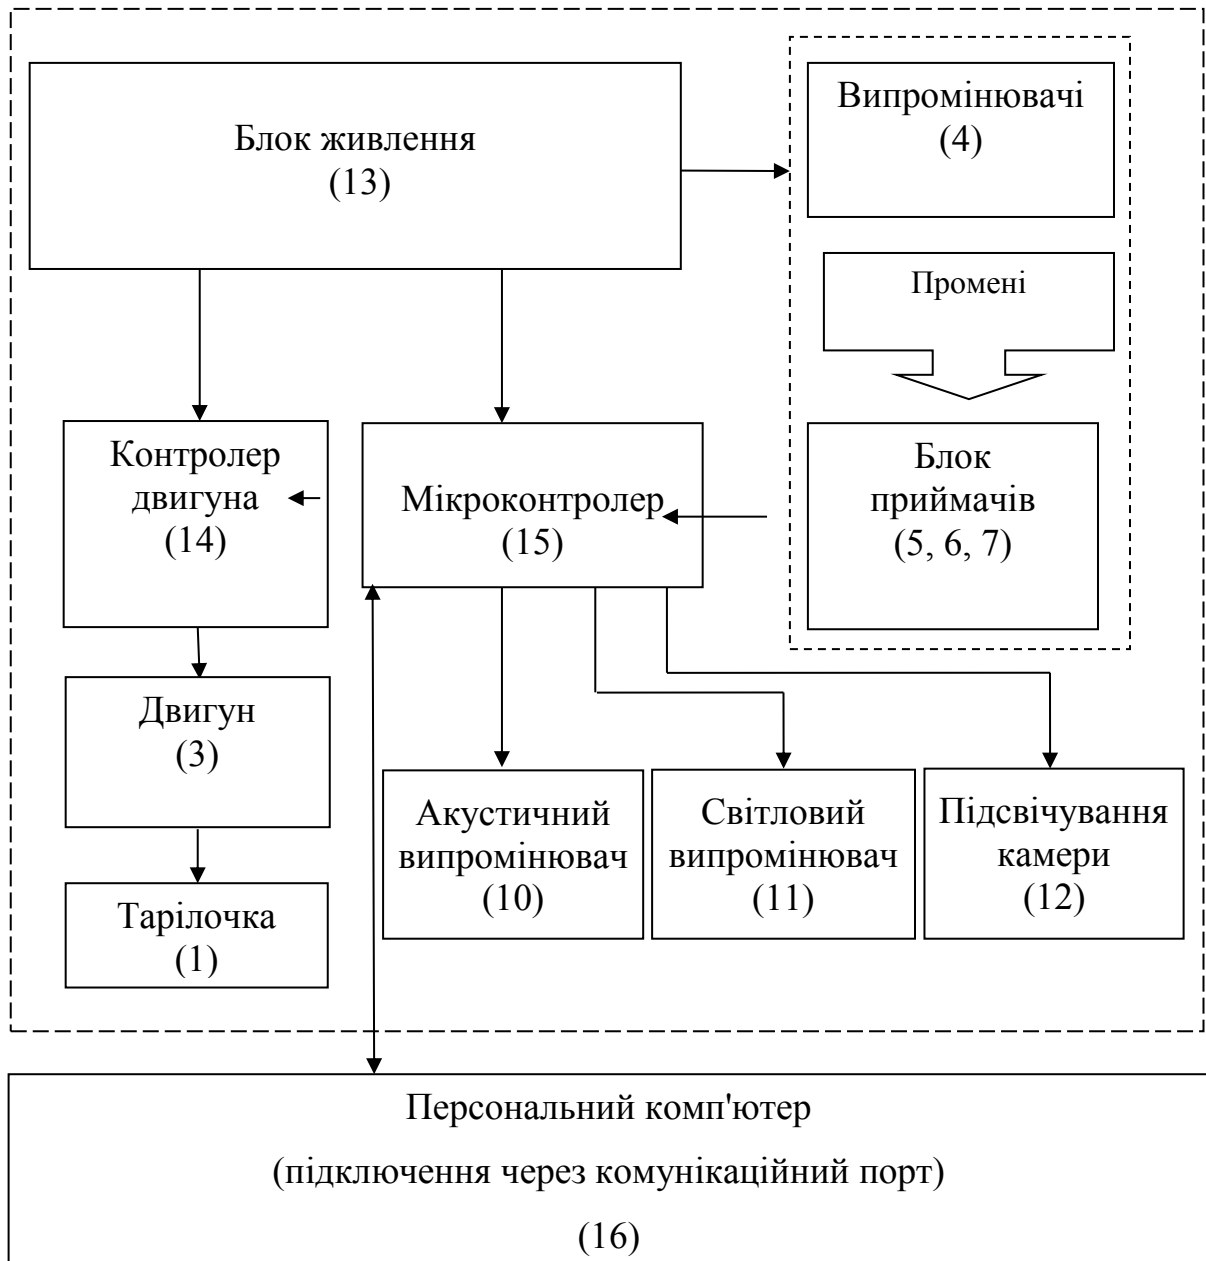 Блок живлення
(13)
Випромінювачі
(4)
Промені
Контролер
двигуна
(14)
Мікроконтролер
(15)
Блок
приймачів
(5, 6, 7)
Двигун
(3)
Акустичний
випромінювач
(10)
Світловий
випромінювач
(11)
Підсвічування
камери
(12)
Тарілочка
(1)
Персональний комп'ютер
(підключення через комунікаційний порт)
(16)